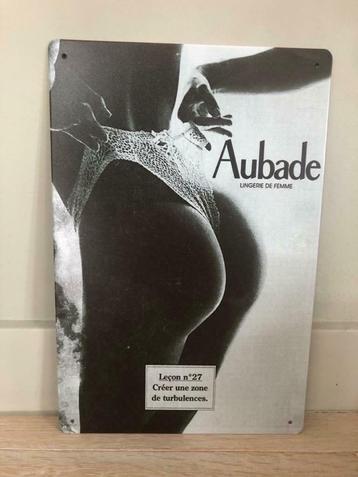 Aubade
LINGERIE DE FEMME
Leçon n°27
Créer une zone
de turbulences.